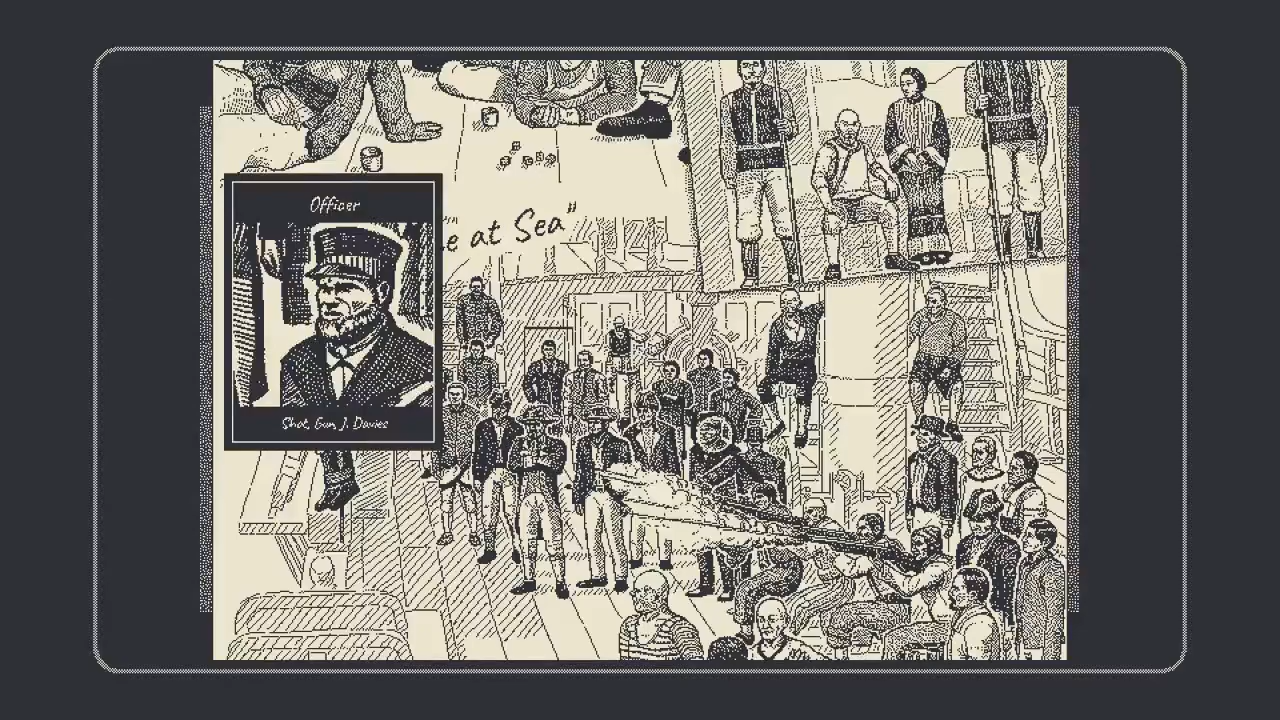 Officer
at Sea"
Shot, Gun, J. Davies